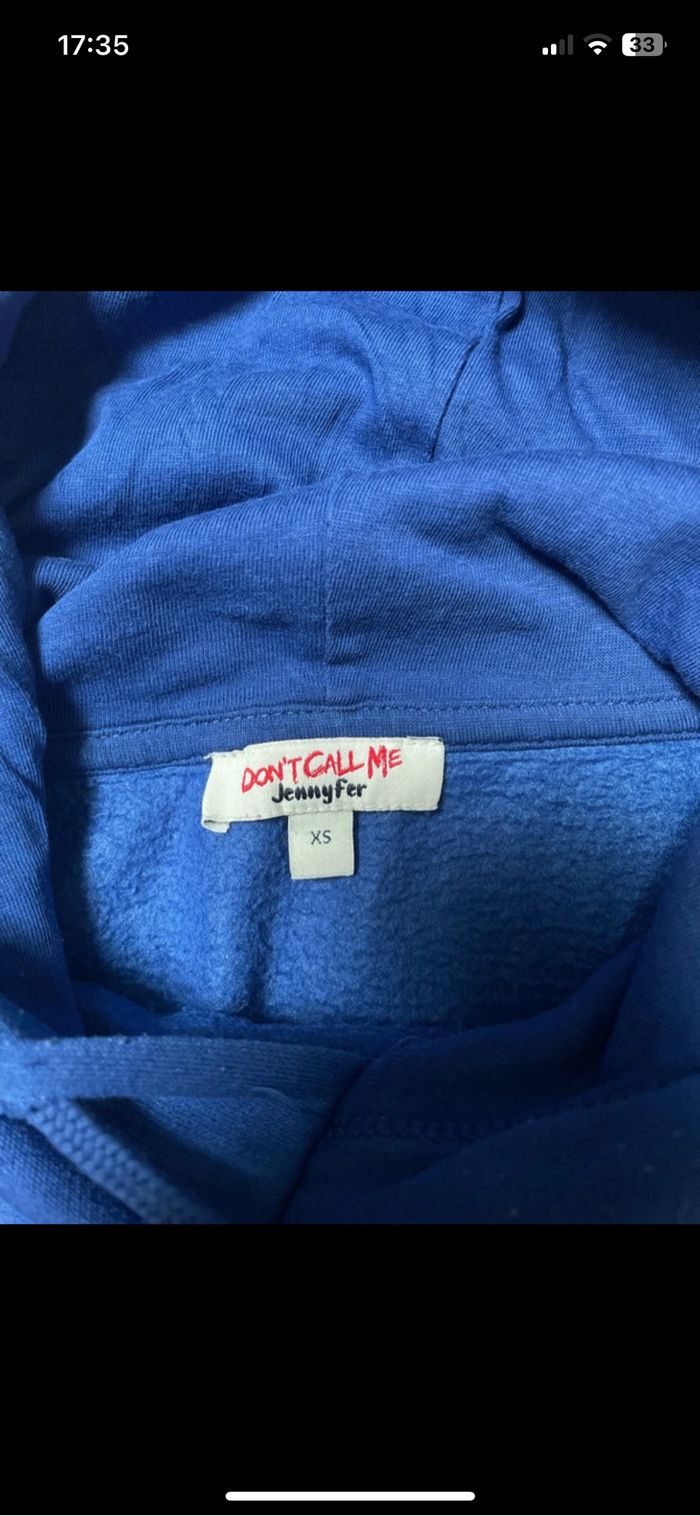 17:35
33
DON'T CALL ME
Jennyfer
XS